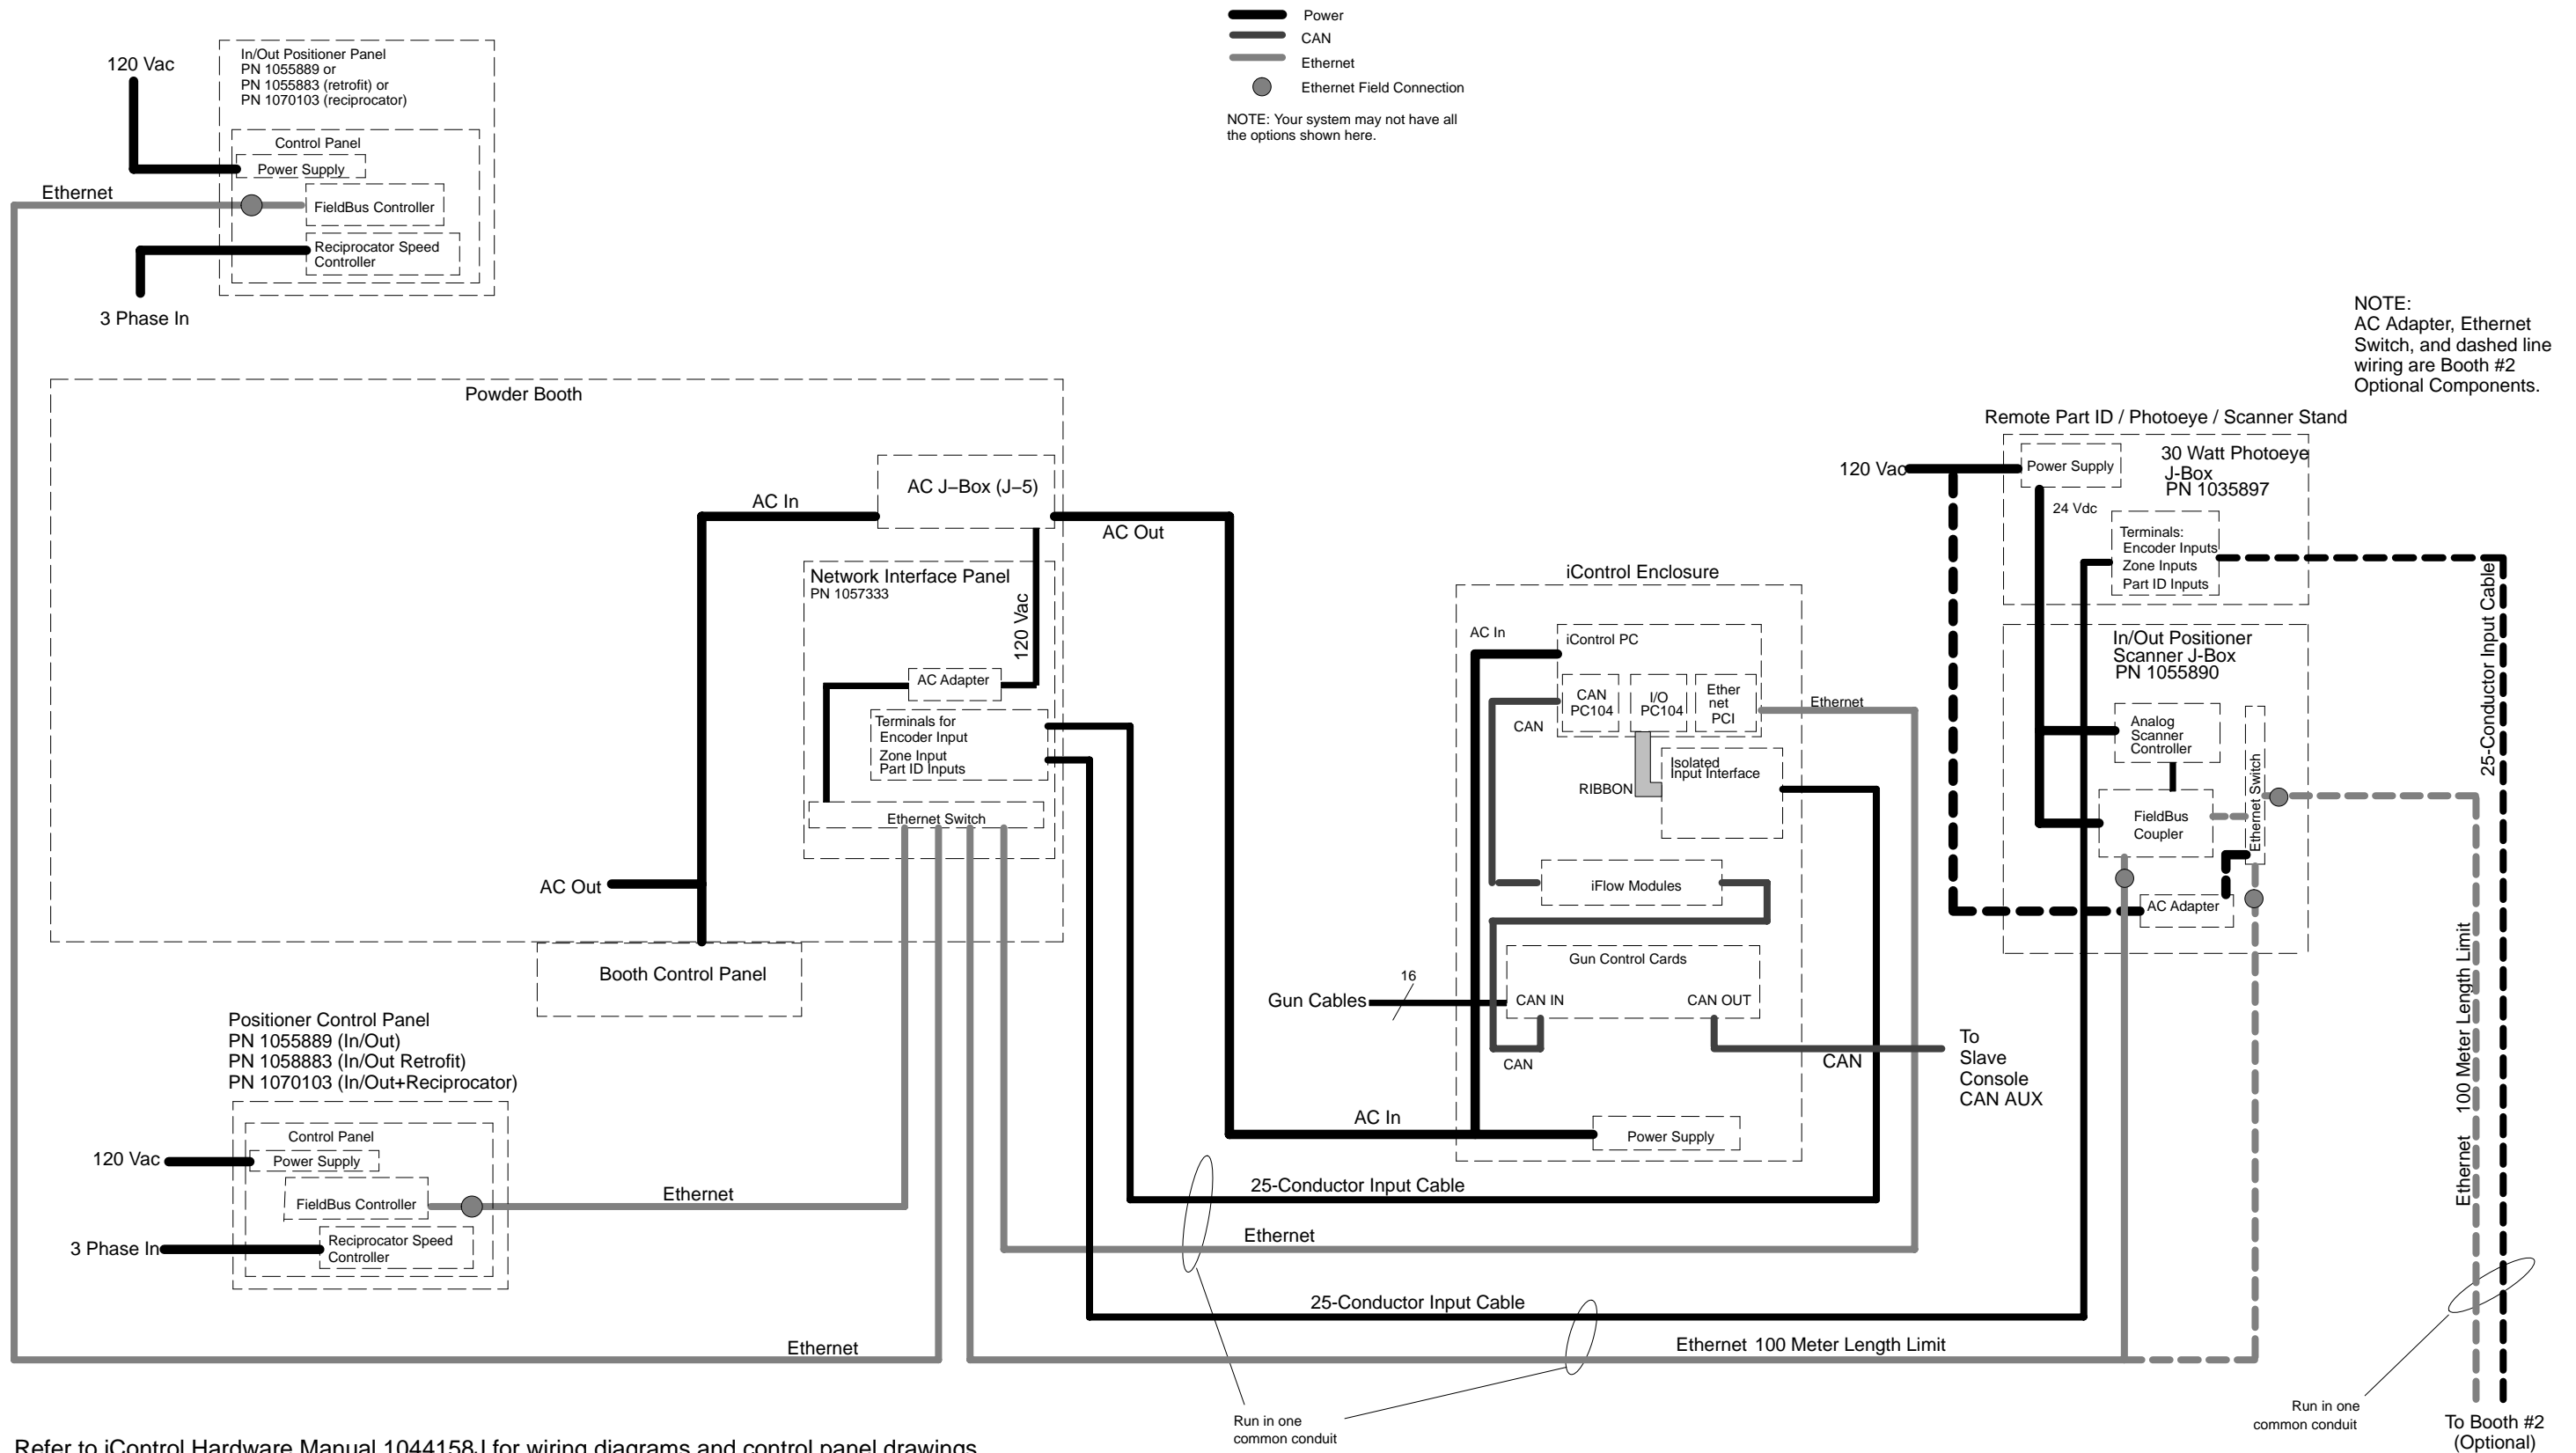 Power
CAN
Ethernet
Ethernet Field Connection
NOTE: Your system may not have all
the options shown here.
120 Vac
In/Out Positioner Panel
PN 1055889 or
PN 1055883 (retrofit) or
PN 1070103 (reciprocator)
Control Panel
Power Supply
Ethernet
FieldBus Controller
Reciprocator Speed
Controller
3 Phase In
NOTE:
AC Adapter, Ethernet
Switch, and dashed line
wiring are Booth #2
Optional Components.
Powder Booth
AC J–Box (J–5)
AC In
AC Out
Network Interface Panel
PN 1057333
120 Vac
AC Adapter
Terminals for
Encoder Input
Zone Input
Part ID Inputs
Ethernet Switch
AC Out
Booth Control Panel
iControl Enclosure
AC In
iControl PC
CAN
PC104
I/O
PC104
Ether
net
PCI
Ethernet
CAN
RIBBON
Isolated
Input Interface
iFlow Modules
Gun Control Cards
CAN IN
CAN OUT
16
Gun Cables
CAN
CAN
To
Slave
Console
CAN AUX
AC In
Power Supply
Remote Part ID / Photoeye / Scanner Stand
120 Vac
Power Supply
30 Watt Photoeye
J-Box
PN 1035897
24 Vdc
Terminals:
Encoder Inputs
Zone Inputs
Part ID Inputs
25-Conductor Input Cable
In/Out Positioner
Scanner J-Box
PN 1055890
Analog
Scanner
Controller
FieldBus
Coupler
Ethernet Switch
AC Adapter
Ethernet 100 Meter Length Limit
Positioner Control Panel
PN 1055889 (In/Out)
PN 1058883 (In/Out Retrofit)
PN 1070103 (In/Out+Reciprocator)
Control Panel
120 Vac
Power Supply
FieldBus Controller
Ethernet
3 Phase In
Reciprocator Speed
Controller
25-Conductor Input Cable
Ethernet
25-Conductor Input Cable
Ethernet
Ethernet 100 Meter Length Limit
Run in one
common conduit
Run in one
common conduit
To Booth #2
(Optional)
Refer to iControl Hardware Manual 1044158J for wiring diagrams and control panel drawings